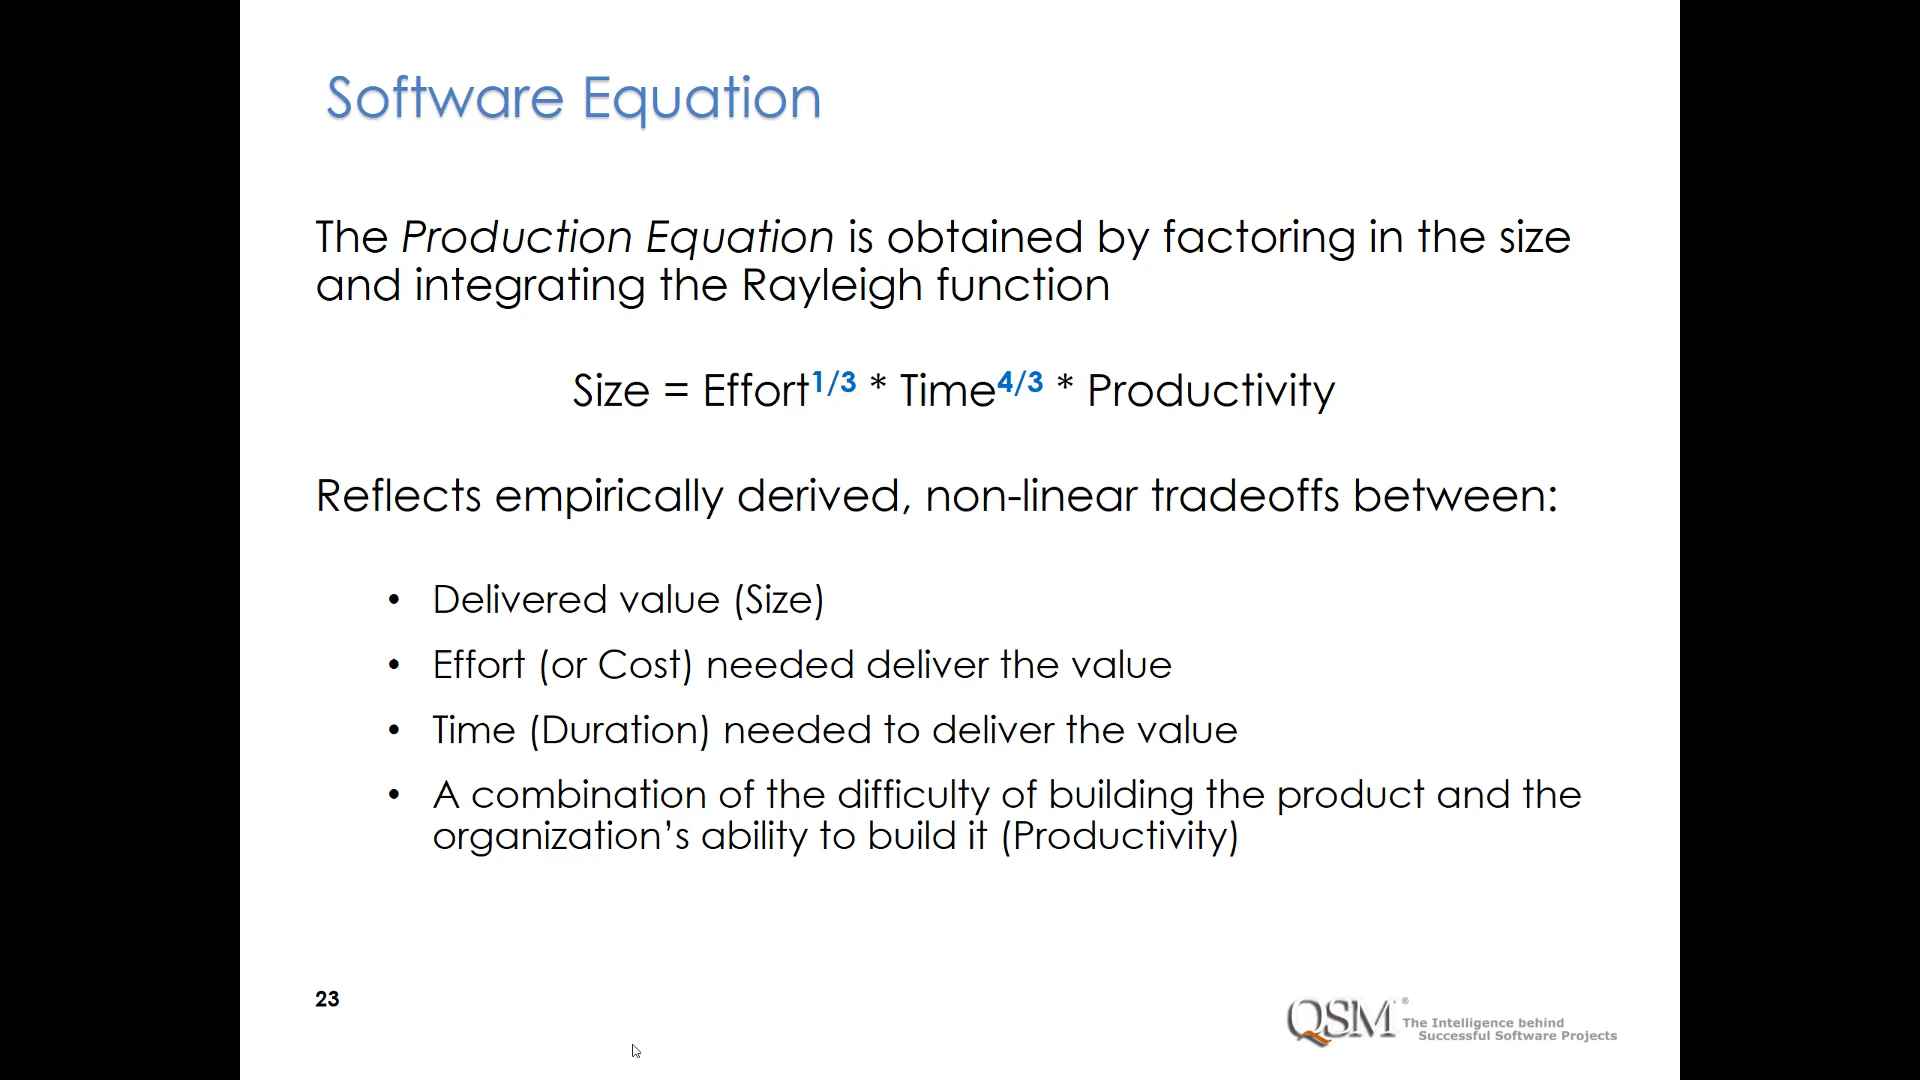 Software Equation
The Production Equation is obtained by factoring in the size
and integrating the Rayleigh function
Size = Effort1/3 * Time4/3 * Productivity
Reflects empirically derived, non-linear tradeoffs between:
• Delivered value (Size)
• Effort (or Cost) needed deliver the value
• Time (Duration) needed to deliver the value
• A combination of the difficulty of building the product and the
organization’s ability to build it (Productivity)
23
QSM®
The Intelligence behind
Successful Software Projects